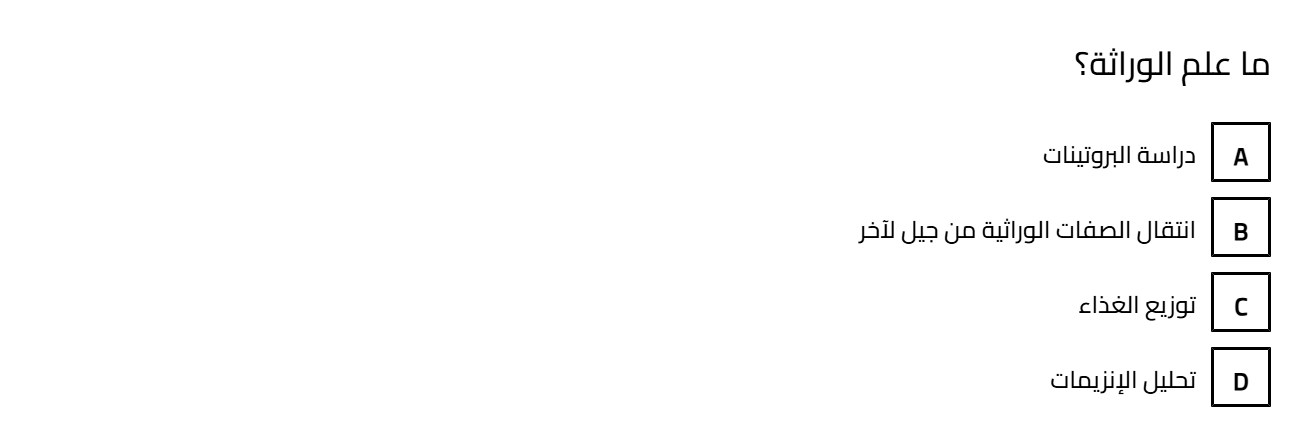 ما علم الوراثة؟
A دراسة البروتينات
B انتقال الصفات الوراثية من جيل لآخر
C توزيع الغذاء
D تحليل الإنزيمات